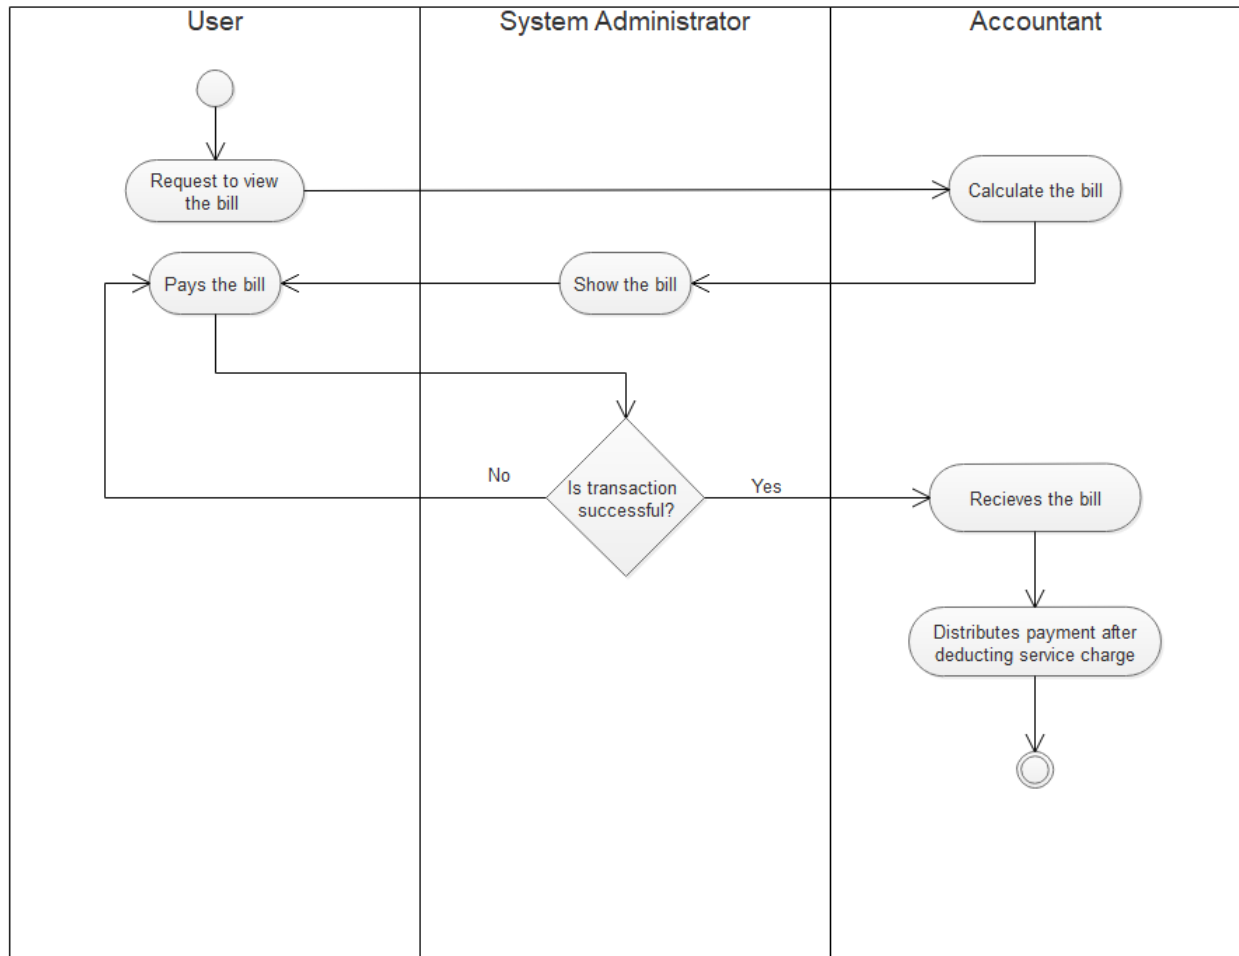 User
System Administrator
Accountant
Request to view
the bill
Calculate the bill
Pays the bill
Show the bill
No
Is transaction
successful?
Yes
Recieves the bill
Distributes payment after
deducting service charge